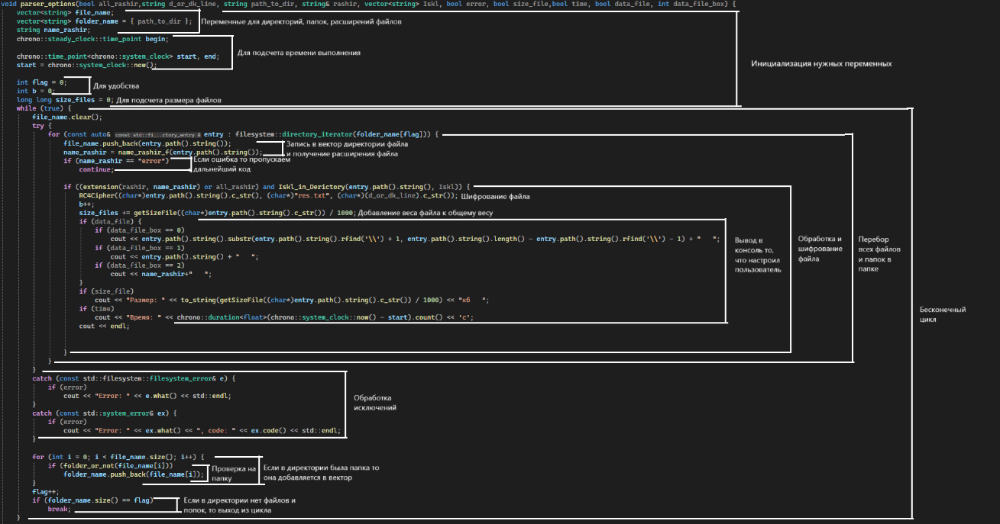 void parser_options(bool all_rashir,string d_or_dk_line, string path_to_dir, string& rashir, vector<string> Iskl, bool error, bool size_file,bool time, bool data_file, int data_file_box) {
vector<string> file_name;
vector<string> folder_name = { path_to_dir }; Переменные для директорий, папок, расширений файлов
string name_rashir;
chrono::steady_clock::time_point begin;
Для подсчета времени выполнения
chrono::time_point<chrono::system_clock> start, end;
start = chrono::system_clock::now();
Инициализация нужных переменных
int flag = 0;
Для удобства
int b = 0;
long long size_files = 0; Для подсчета размера файлов
while (true) {
file_name.clear();
try {
for (const auto& const std::fi...ctory_entry & entry : filesystem::directory_iterator(folder_name[flag])) {
file_name.push_back(entry.path().string()); Запись в вектор директории файла
name_rashir = name_rashir_f(entry.path().string()); и получение расширения файла
if (name_rashir == "error") Если ошибка то пропускаем
continue; дальнейший код
if ((extension(rashir, name_rashir) or all_rashir) and Iskl_in_Derictory(entry.path().string(), Iskl)) {
RC4Cipher((char*)entry.path().string().c_str(), (char*)"res.txt", (char*)(d_or_dk_line).c_str()); Шифрование файла
b++;
size_files += getSizeFile((char*)entry.path().string().c_str()) / 1000; Добавление веса файла к общему весу
if (data_file) {
if (data_file_box == 0)
cout << entry.path().string().substr(entry.path().string().rfind('\\') + 1, entry.path().string().length() - entry.path().string().rfind('\\') - 1) + "   ";
if (data_file_box == 1)
cout << entry.path().string() + "   ";
if (data_file_box == 2)
cout << name_rashir+"   ";
}
Вывод в
консоль то,
что настроил
пользователь
Обработка и
шифрование
файла
Перебор
всех файлов
и папок в
папке
if (size_file)
cout << "Размер: " << to_string(getSizeFile((char*)entry.path().string().c_str()) / 1000) << "кб   ";
if (time)
cout << "Время: " << chrono::duration<float>(chrono::system_clock::now() - start).count() << 'с';
cout << endl;
Бесконечный
цикл
}
}
}
catch (const std::filesystem::filesystem_error& e) {
if (error)
cout << "Error: " << e.what() << std::endl;
}
Обработка
исключений
catch (const std::system_error& ex) {
if (error)
cout << "Error: " << ex.what() << ", code: " << ex.code() << std::endl;
}
for (int i = 0; i < file_name.size(); i++) {
if (folder_or_not(file_name[i]))
folder_name.push_back(file_name[i]);
Проверка на
папку
Если в директории была папка то
она добавляется в вектор
}
flag++;
if (folder_name.size() == flag) Если в директории нет файлов и
break; попок, то выход из цикла
}